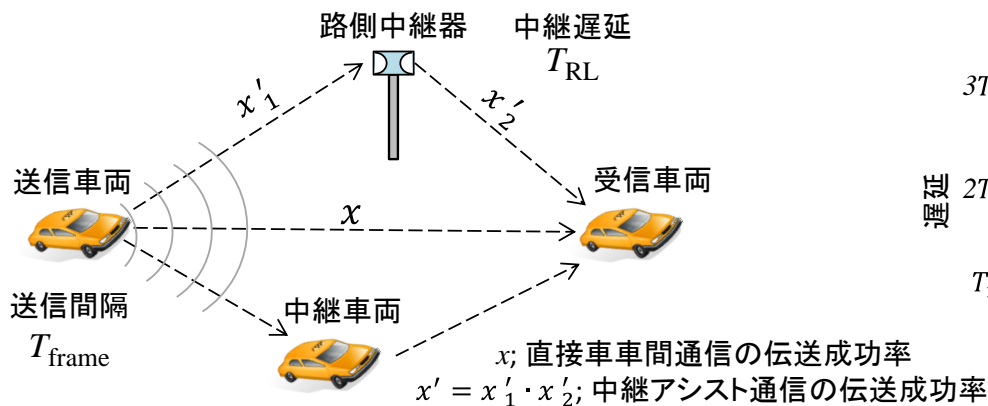 路側中継器
中継遅延
T_RL
x'_1
x'_2
送信車両
受信車両
x
送信間隔
T_frame
中継車両
x; 直接車車間通信の伝送成功率
x' = x'_1 · x'_2; 中継アシスト通信の伝送成功率
3T
2T
遅延
T